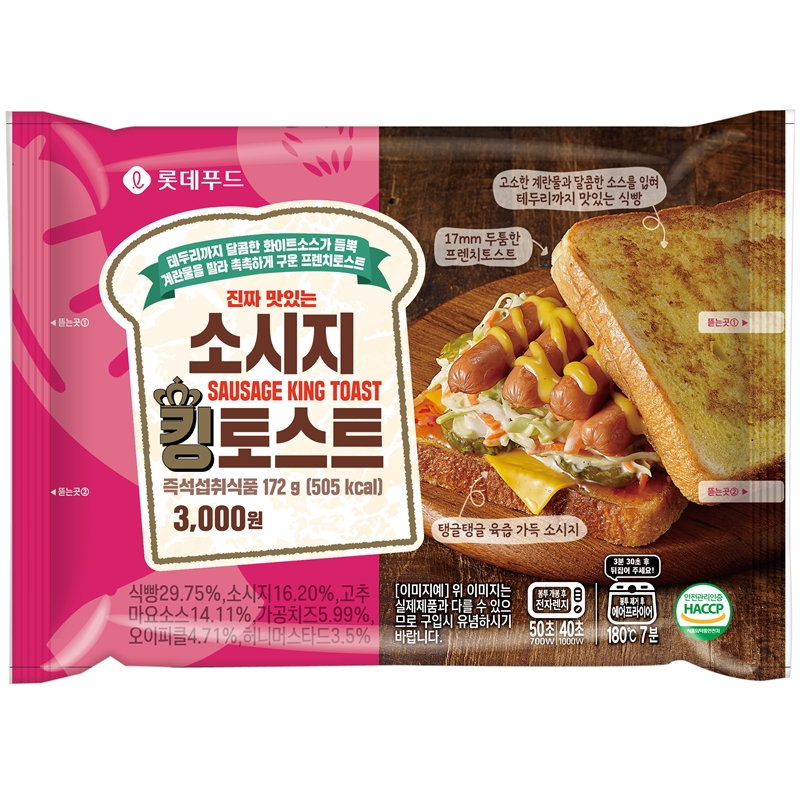 롯데푸드
테두리까지 달콤한 화이트소스가 듬뿍
계란물을 발라 촉촉하게 구운 프렌치토스트
진짜 맛있는
소시지
SAUSAGE KING TOAST
킹토스트
즉석섭취식품 172 g (505 kcal)
3,000원
식빵29.75%,소시지16.20%,고추
마요소스14.11%,가공치즈5.99%,
오이피클4.71%,허니머스타드3.5%
◀뜯는곳①
◀뜯는곳②
고소한 계란물과 달콤한 소스를 입혀
테두리까지 맛있는 식빵
17mm 두툼한
프렌치토스트
뜯는곳①▶
뜯는곳②▶
탱글탱글 육즙 가득 소시지
[이미지예] 위 이미지는
실제제품과 다를 수 있으
므로 구입시 유념하시기
바랍니다.
봉투 개봉 후
전자렌지
50초 40초
700W 1000W
3분 30초 후
뒤집어 주세요!
봉투 제거 후
에어프라이어
180℃ 7분
안전관리인증
HACCP
식품의약품안전처